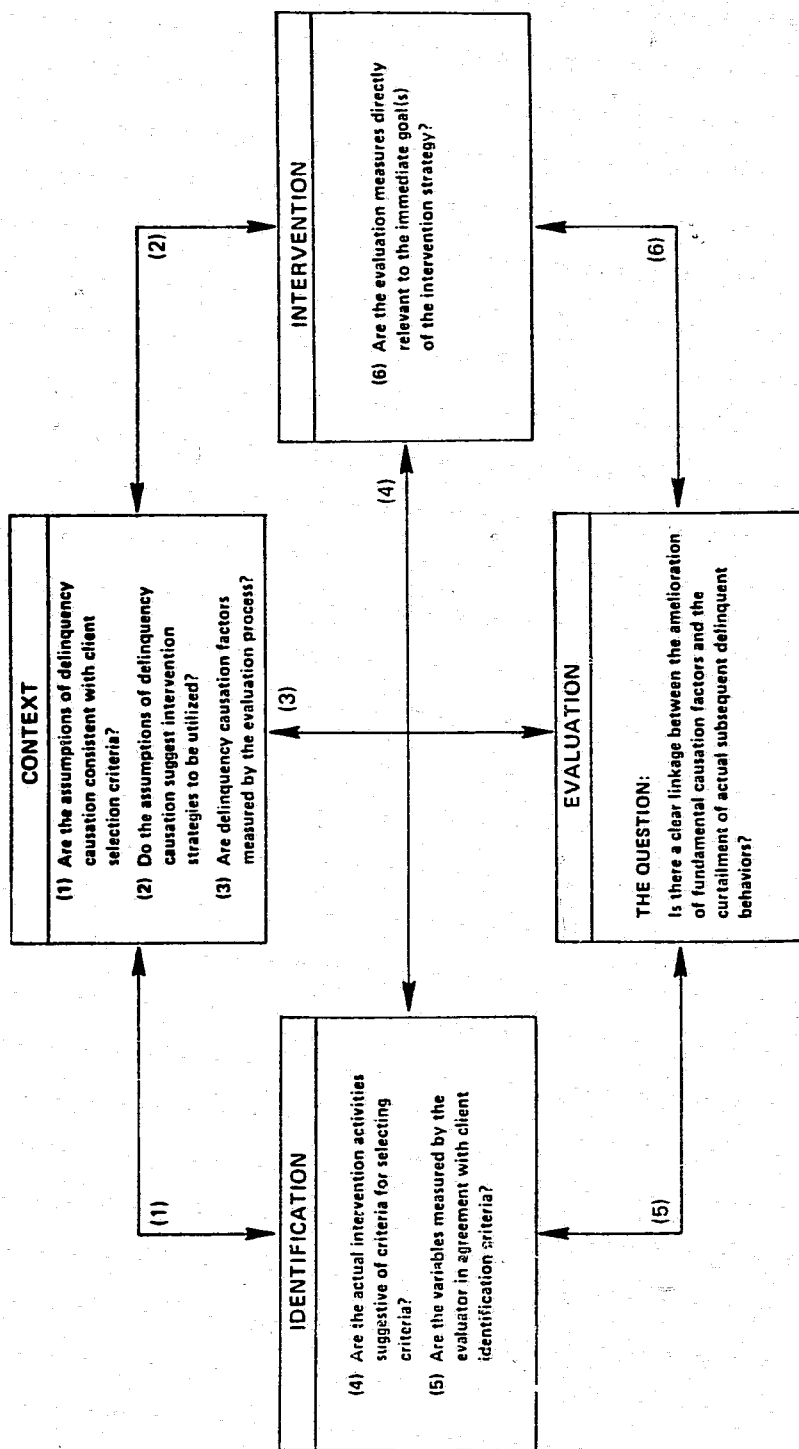 CONTEXT
(1) Are the assumptions of delinquency
causation consistent with client
selection criteria?
(2) Do the assumptions of delinquency
causation suggest intervention
strategies to be utilized?
(3) Are delinquency causation factors
measured by the evaluation process?
(1)
(2)
(3)
(4)
IDENTIFICATION
(4) Are the actual intervention activities
suggestive of criteria for selecting
criteria?
(5) Are the variables measured by the
evaluator in agreement with client
identification criteria?
INTERVENTION
(6) Are the evaluation measures directly
relevant to the immediate goal(s)
of the intervention strategy?
(5)
(6)
EVALUATION
THE QUESTION:
Is there a clear linkage between the amelioration
of fundamental causation factors and the
curtailment of actual subsequent delinquent
behaviors?